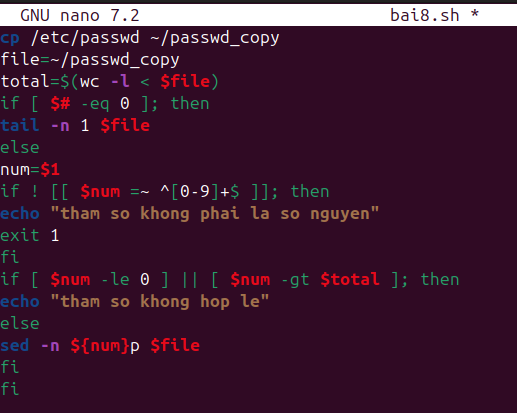 GNU nano 7.2 bai8.sh *
cp /etc/passwd ~/passwd_copy
file=~/passwd_copy
total=$(wc -l < $file)
if [ $# -eq 0 ]; then
tail -n 1 $file
else
num=$1
if ! [[ $num =~ ^[0-9]+$ ]]; then
echo "tham so khong phai la so nguyen"
exit 1
fi
if [ $num -le 0 ] || [ $num -gt $total ]; then
echo "tham so khong hop le"
else
sed -n ${num}p $file
fi
fi